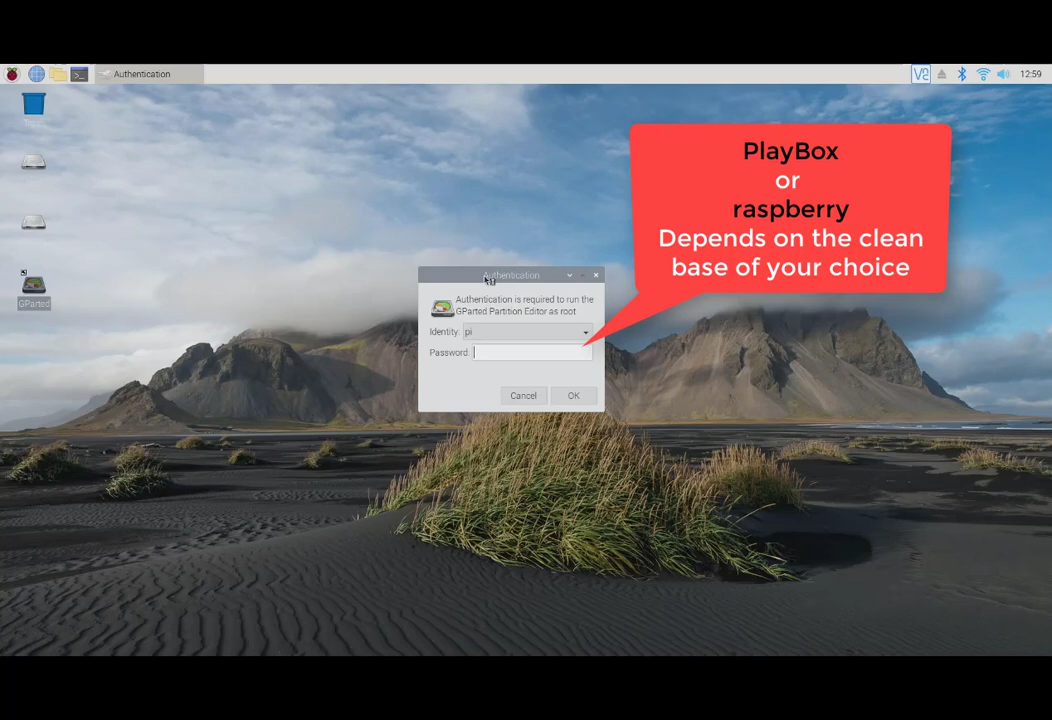 Authentication
V2
12:59
PlayBox
or
raspberry
Depends on the clean
base of your choice
GParted
Authentication
Authentication is required to run the
GParted Partition Editor as root
Identity: pi
Password:
Cancel OK